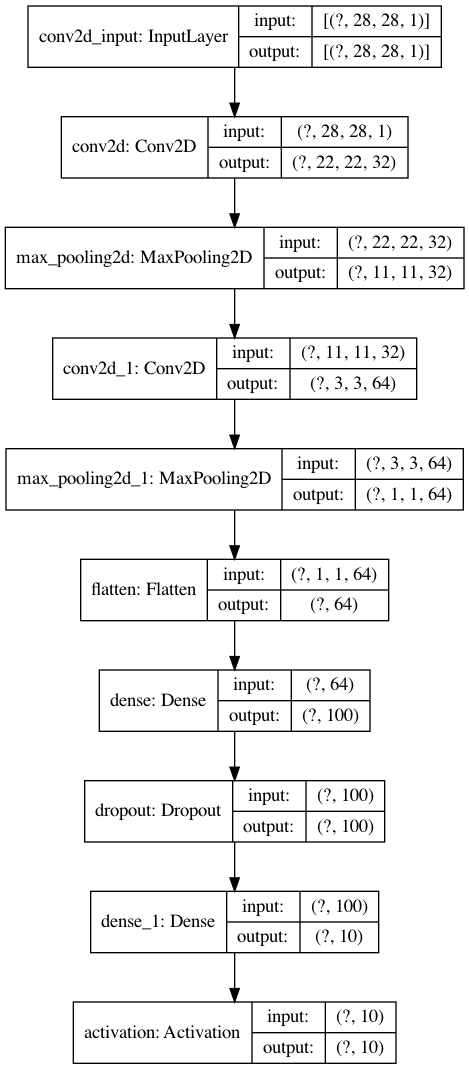 conv2d_input: InputLayer
input: [(?, 28, 28, 1)]
output: [(?, 28, 28, 1)]
conv2d: Conv2D
input: (?, 28, 28, 1)
output: (?, 22, 22, 32)
max_pooling2d: MaxPooling2D
input: (?, 22, 22, 32)
output: (?, 11, 11, 32)
conv2d_1: Conv2D
input: (?, 11, 11, 32)
output: (?, 3, 3, 64)
max_pooling2d_1: MaxPooling2D
input: (?, 3, 3, 64)
output: (?, 1, 1, 64)
flatten: Flatten
input: (?, 1, 1, 64)
output: (?, 64)
dense: Dense
input: (?, 64)
output: (?, 100)
dropout: Dropout
input: (?, 100)
output: (?, 100)
dense_1: Dense
input: (?, 100)
output: (?, 10)
activation: Activation
input: (?, 10)
output: (?, 10)